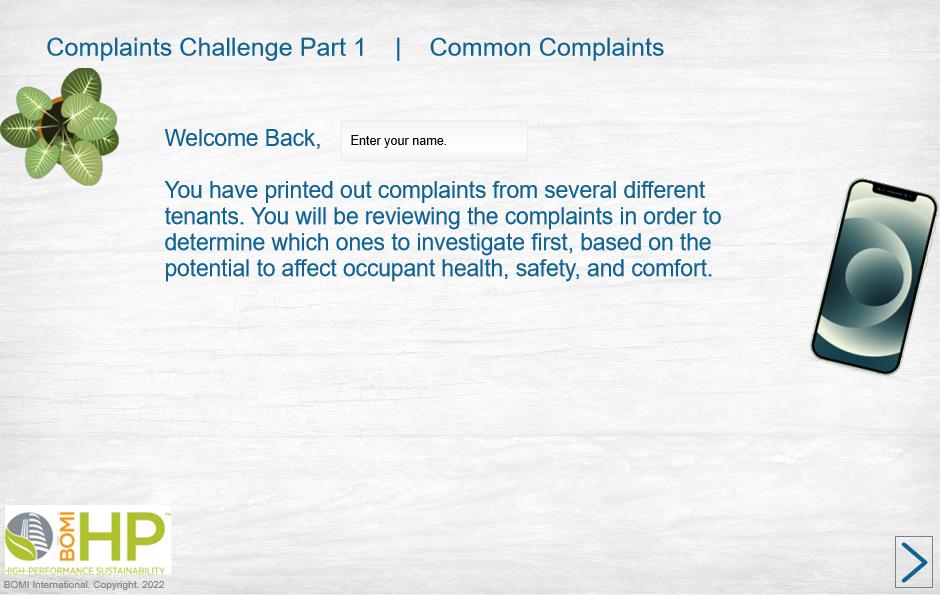 Complaints Challenge Part 1 | Common Complaints
Welcome Back, Enter your name.
You have printed out complaints from several different
tenants. You will be reviewing the complaints in order to
determine which ones to investigate first, based on the
potential to affect occupant health, safety, and comfort.
BOMI HP™
HIGH-PERFORMANCE SUSTAINABILITY
BOMI International. Copyright. 2022